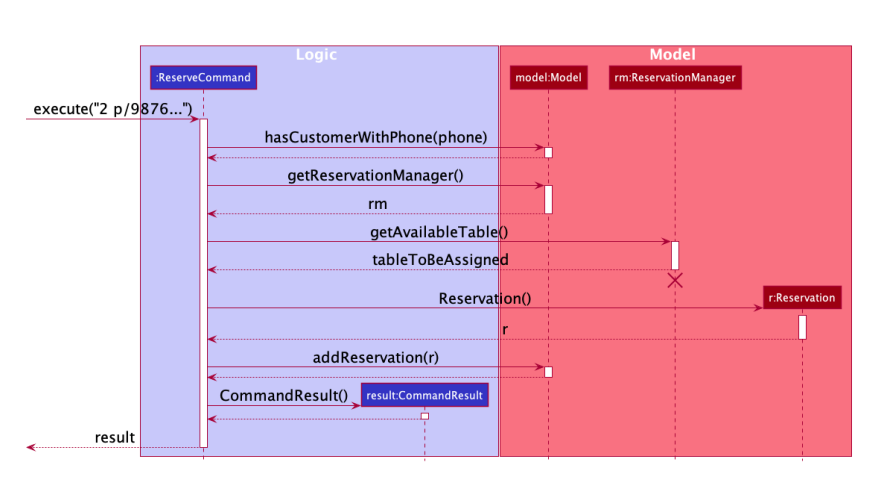 Logic
Model
:ReserveCommand
model:Model
rm:ReservationManager
execute("2 p/9876...")
hasCustomerWithPhone(phone)
getReservationManager()
rm
getAvailableTable()
tableToBeAssigned
Reservation()
r:Reservation
r
addReservation(r)
CommandResult()
result:CommandResult
result